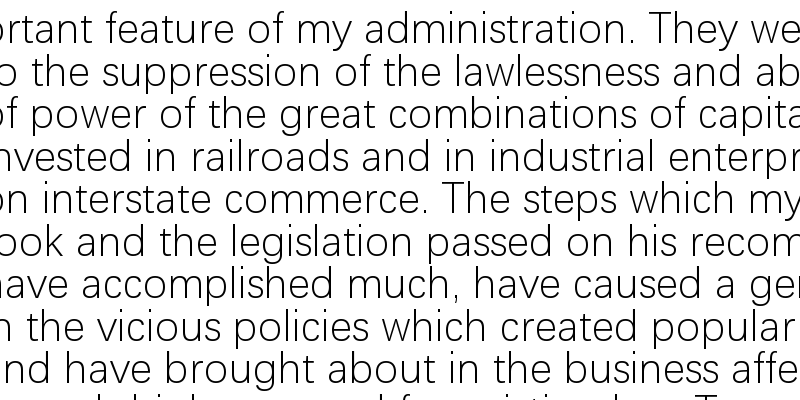 ortant feature of my administration. They we
o the suppression of the lawlessness and ab
of power of the great combinations of capita
nvested in railroads and in industrial enterpr
on interstate commerce. The steps which my
ook and the legislation passed on his recom
have accomplished much, have caused a ger
n the vicious policies which created popular
and have brought about in the business affe